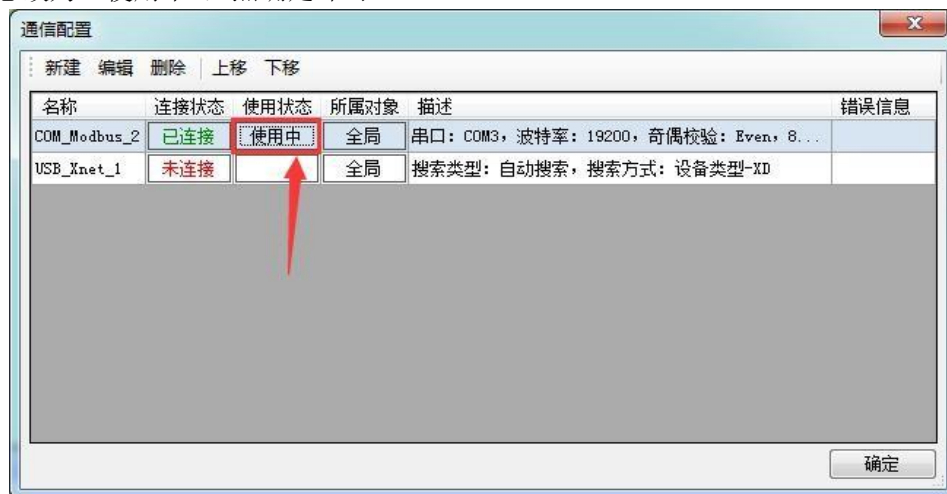 通信配置
新建 编辑 删除 上移 下移
名称 连接状态 使用状态 所属对象 描述 错误信息
COM_Modbus_2 已连接 使用中 全局 串口：COM3，波特率：19200，奇偶校验：Even，8...
USB_Xnet_1 未连接 全局 搜索类型：自动搜索，搜索方式：设备类型-XD
确定